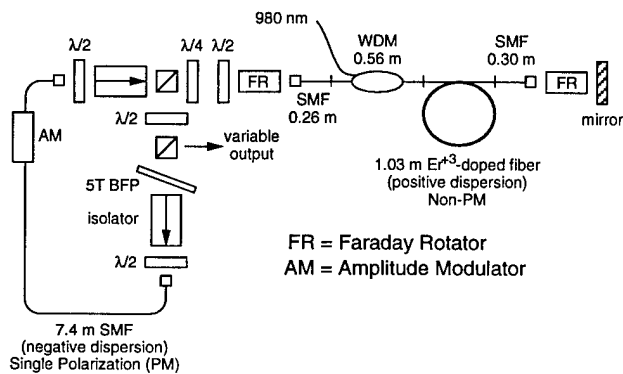 980 nm
WDM
0.56 m
SMF
0.30 m
λ/2
λ/4 λ/2
FR
FR
SMF
0.26 m
mirror
AM
λ/2
variable
output
5T BFP
isolator
λ/2
1.03 m Er+3-doped fiber
(positive dispersion)
Non-PM
FR = Faraday Rotator
AM = Amplitude Modulator
7.4 m SMF
(negative dispersion)
Single Polarization (PM)